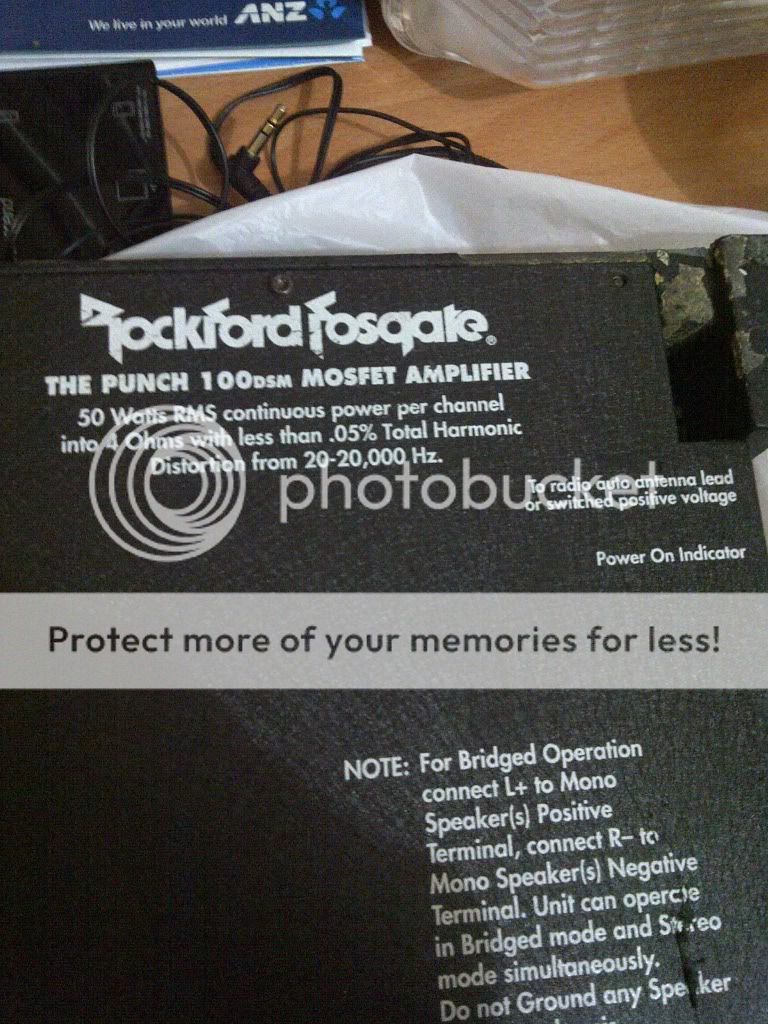 We live in your world ANZ
Rockford Fosgate®
THE PUNCH 100DSM MOSFET AMPLIFIER
50 Watts RMS continuous power per channel
into 4 Ohms with less than .05% Total Harmonic
Distortion from 20-20,000 Hz.
photobucket
To radio auto antenna lead
or switched positive voltage
Power On Indicator
Protect more of your memories for less!
NOTE: For Bridged Operation
connect L+ to Mono
Speaker(s) Positive
Terminal, connect R– to
Mono Speaker(s) Negative
Terminal. Unit can operate
in Bridged mode and Stereo
mode simultaneously.
Do not Ground any Speaker